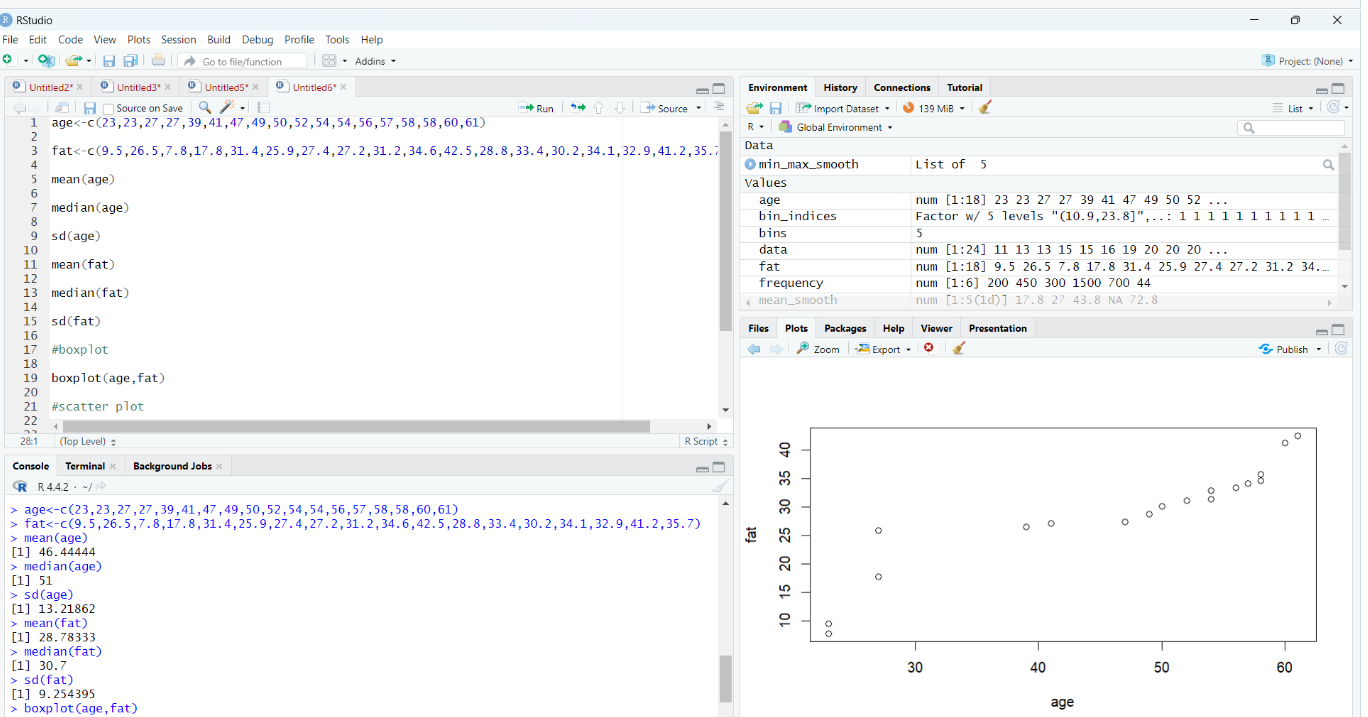 RStudio
File Edit Code View Plots Session Build Debug Profile Tools Help
Go to file/function Addins Project: (None)
Untitled2* Untitled3* Untitled5* Untitled6*
Source on Save Run Source
1 age<-c(23,23,27,27,39,41,47,49,50,52,54,54,56,57,58,58,60,61)
2
3 fat<-c(9.5,26.5,7.8,17.8,31.4,25.9,27.4,27.2,31.2,34.6,42.5,28.8,33.4,30.2,34.1,32.9,41.2,35.7
4
5 mean(age)
6
7 median(age)
8
9 sd(age)
10
11 mean(fat)
12
13 median(fat)
14
15 sd(fat)
16
17 #boxplot
18
19 boxplot(age,fat)
20
21 #scatter plot
22
28:1 (Top Level) R Script
Console Terminal Background Jobs
R 4.4.2 · ~/
> age<-c(23,23,27,27,39,41,47,49,50,52,54,54,56,57,58,58,60,61)
> fat<-c(9.5,26.5,7.8,17.8,31.4,25.9,27.4,27.2,31.2,34.6,42.5,28.8,33.4,30.2,34.1,32.9,41.2,35.7)
> mean(age)
[1] 46.44444
> median(age)
[1] 51
> sd(age)
[1] 13.21862
> mean(fat)
[1] 28.78333
> median(fat)
[1] 30.7
> sd(fat)
[1] 9.254395
> boxplot(age,fat)
Environment History Connections Tutorial
Import Dataset 139 MiB List
R Global Environment
Data
min_max_smooth List of 5
Values
age num [1:18] 23 23 27 27 39 41 47 49 50 52 ...
bin_indices Factor w/ 5 levels "(10.9,23.8]",..: 1 1 1 1 1 1 1 1 1 1 …
bins 5
data num [1:24] 11 13 13 15 15 16 19 20 20 20 ...
fat num [1:18] 9.5 26.5 7.8 17.8 31.4 25.9 27.4 27.2 31.2 34.…
frequency num [1:6] 200 450 300 1500 700 44
mean_smooth num [1:5(1d)] 17.8 27 43.8 NA 72.8
Files Plots Packages Help Viewer Presentation
Zoom Export Publish
fat
40
35
30
25
20
15
10
30 40 50 60
age